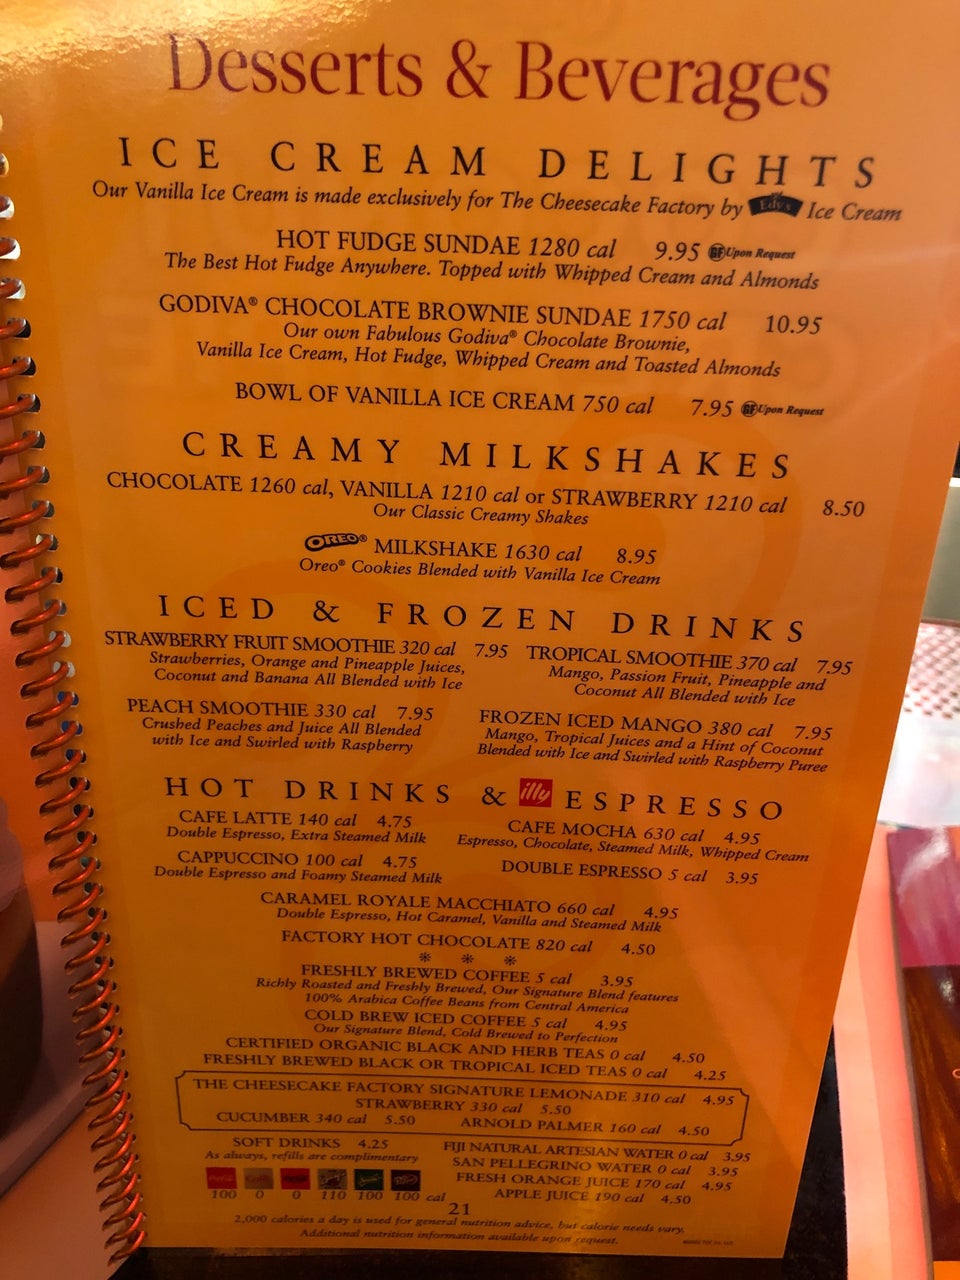 Desserts & Beverages
ICE CREAM DELIGHTS
Our Vanilla Ice Cream is made exclusively for The Cheesecake Factory by Edy's Ice Cream
HOT FUDGE SUNDAE 1280 cal 9.95 GF Upon Request
The Best Hot Fudge Anywhere. Topped with Whipped Cream and Almonds
GODIVA® CHOCOLATE BROWNIE SUNDAE 1750 cal 10.95
Our own Fabulous Godiva® Chocolate Brownie,
Vanilla Ice Cream, Hot Fudge, Whipped Cream and Toasted Almonds
BOWL OF VANILLA ICE CREAM 750 cal 7.95 GF Upon Request
CREAMY MILKSHAKES
CHOCOLATE 1260 cal, VANILLA 1210 cal or STRAWBERRY 1210 cal 8.50
Our Classic Creamy Shakes
OREO® MILKSHAKE 1630 cal 8.95
Oreo® Cookies Blended with Vanilla Ice Cream
ICED & FROZEN DRINKS
STRAWBERRY FRUIT SMOOTHIE 320 cal 7.95
Strawberries, Orange and Pineapple Juices,
Coconut and Banana All Blended with Ice
TROPICAL SMOOTHIE 370 cal 7.95
Mango, Passion Fruit, Pineapple and
Coconut All Blended with Ice
PEACH SMOOTHIE 330 cal 7.95
Crushed Peaches and Juice All Blended
with Ice and Swirled with Raspberry
FROZEN ICED MANGO 380 cal 7.95
Mango, Tropical Juices and a Hint of Coconut
Blended with Ice and Swirled with Raspberry Puree
HOT DRINKS & illy ESPRESSO
CAFE LATTE 140 cal 4.75
Double Espresso, Extra Steamed Milk
CAFE MOCHA 630 cal 4.95
Espresso, Chocolate, Steamed Milk, Whipped Cream
CAPPUCCINO 100 cal 4.75
Double Espresso and Foamy Steamed Milk
DOUBLE ESPRESSO 5 cal 3.95
CARAMEL ROYALE MACCHIATO 660 cal 4.95
Double Espresso, Hot Caramel, Vanilla and Steamed Milk
FACTORY HOT CHOCOLATE 820 cal 4.50
* * *
FRESHLY BREWED COFFEE 5 cal 3.95
Richly Roasted and Freshly Brewed, Our Signature Blend features
100% Arabica Coffee Beans from Central America
COLD BREW ICED COFFEE 5 cal 4.95
Our Signature Blend, Cold Brewed to Perfection
CERTIFIED ORGANIC BLACK AND HERB TEAS 0 cal 4.50
FRESHLY BREWED BLACK OR TROPICAL ICED TEAS 0 cal 4.25
THE CHEESECAKE FACTORY SIGNATURE LEMONADE 310 cal 4.95
STRAWBERRY 330 cal 5.50
CUCUMBER 340 cal 5.50 ARNOLD PALMER 160 cal 4.50
SOFT DRINKS 4.25
As always, refills are complimentary
100 0 0 110 100 100 cal
FIJI NATURAL ARTESIAN WATER 0 cal 3.95
SAN PELLEGRINO WATER 0 cal 3.95
FRESH ORANGE JUICE 170 cal 4.95
APPLE JUICE 190 cal 4.50
21
2,000 calories a day is used for general nutrition advice, but calorie needs vary.
Additional nutrition information available upon request.